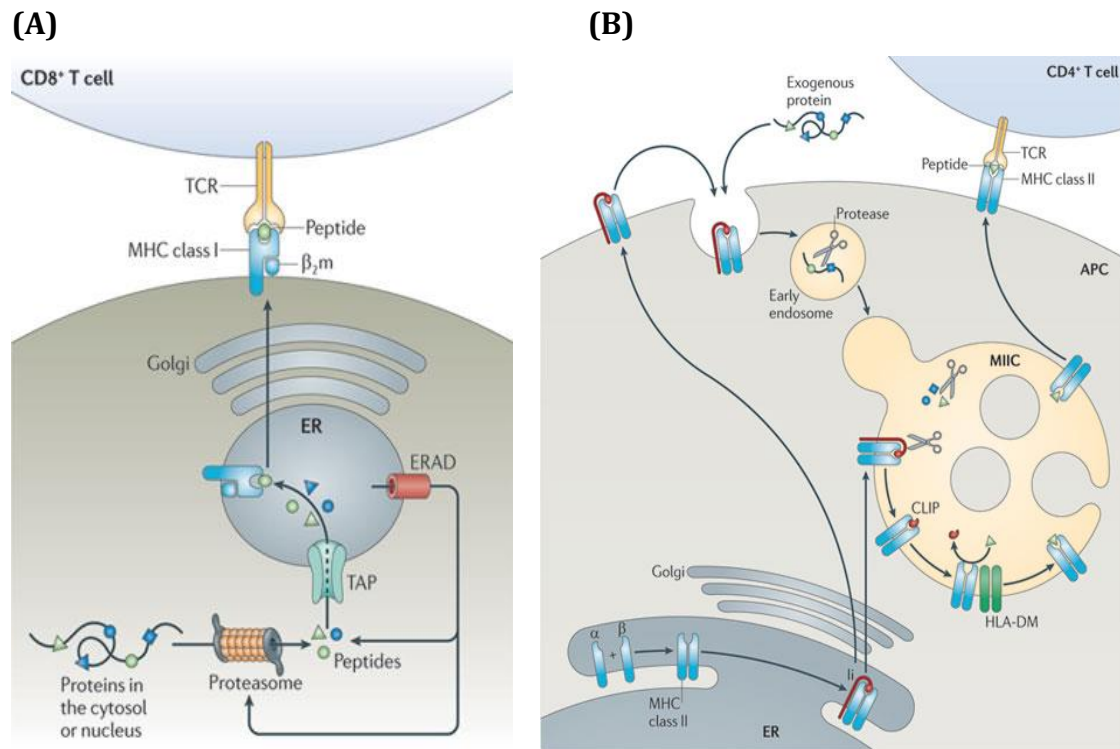 (A)
CD8⁺ T cell
TCR
Peptide
MHC class I
β₂m
Golgi
ER
ERAD
TAP
Peptides
Proteasome
Proteins in
the cytosol
or nucleus
(B)
CD4⁺ T cell
Exogenous
protein
TCR
Peptide
MHC class II
Protease
APC
Early
endosome
MIIC
CLIP
Golgi
HLA-DM
α
+
β
Ii
MHC
class II
ER